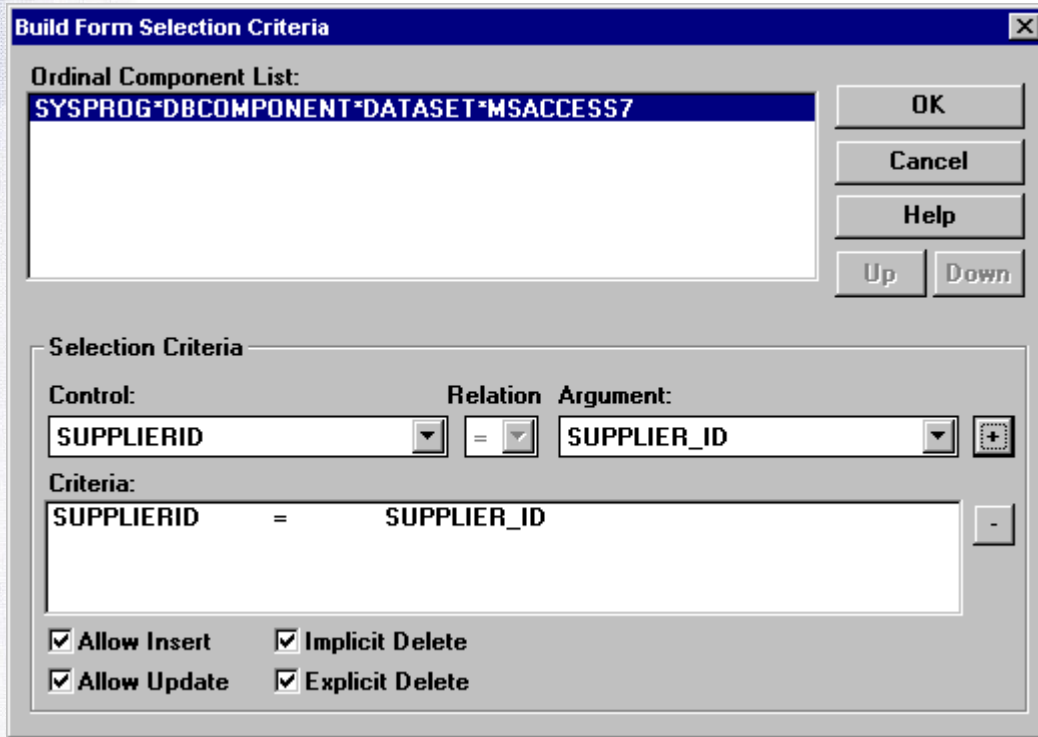 Build Form Selection Criteria
Ordinal Component List:
SYSPROG*DBCOMPONENT*DATASET*MSACCESS7
OK
Cancel
Help
Up Down
Selection Criteria
Control: Relation Argument:
SUPPLIERID = SUPPLIER_ID +
Criteria:
SUPPLIERID = SUPPLIER_ID
-
Allow Insert Implicit Delete
Allow Update Explicit Delete